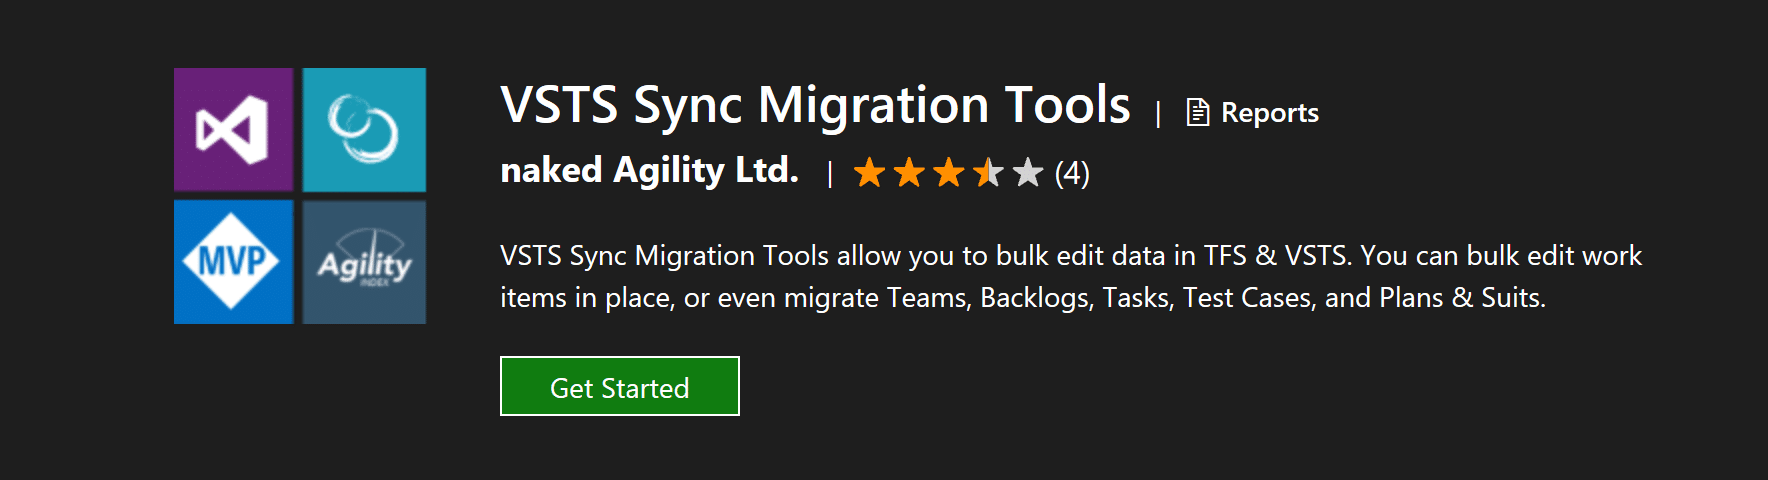 VSTS Sync Migration Tools | Reports
naked Agility Ltd. | (4)
MVP
Agility
INDEX
VSTS Sync Migration Tools allow you to bulk edit data in TFS & VSTS. You can bulk edit work
items in place, or even migrate Teams, Backlogs, Tasks, Test Cases, and Plans & Suits.
Get Started